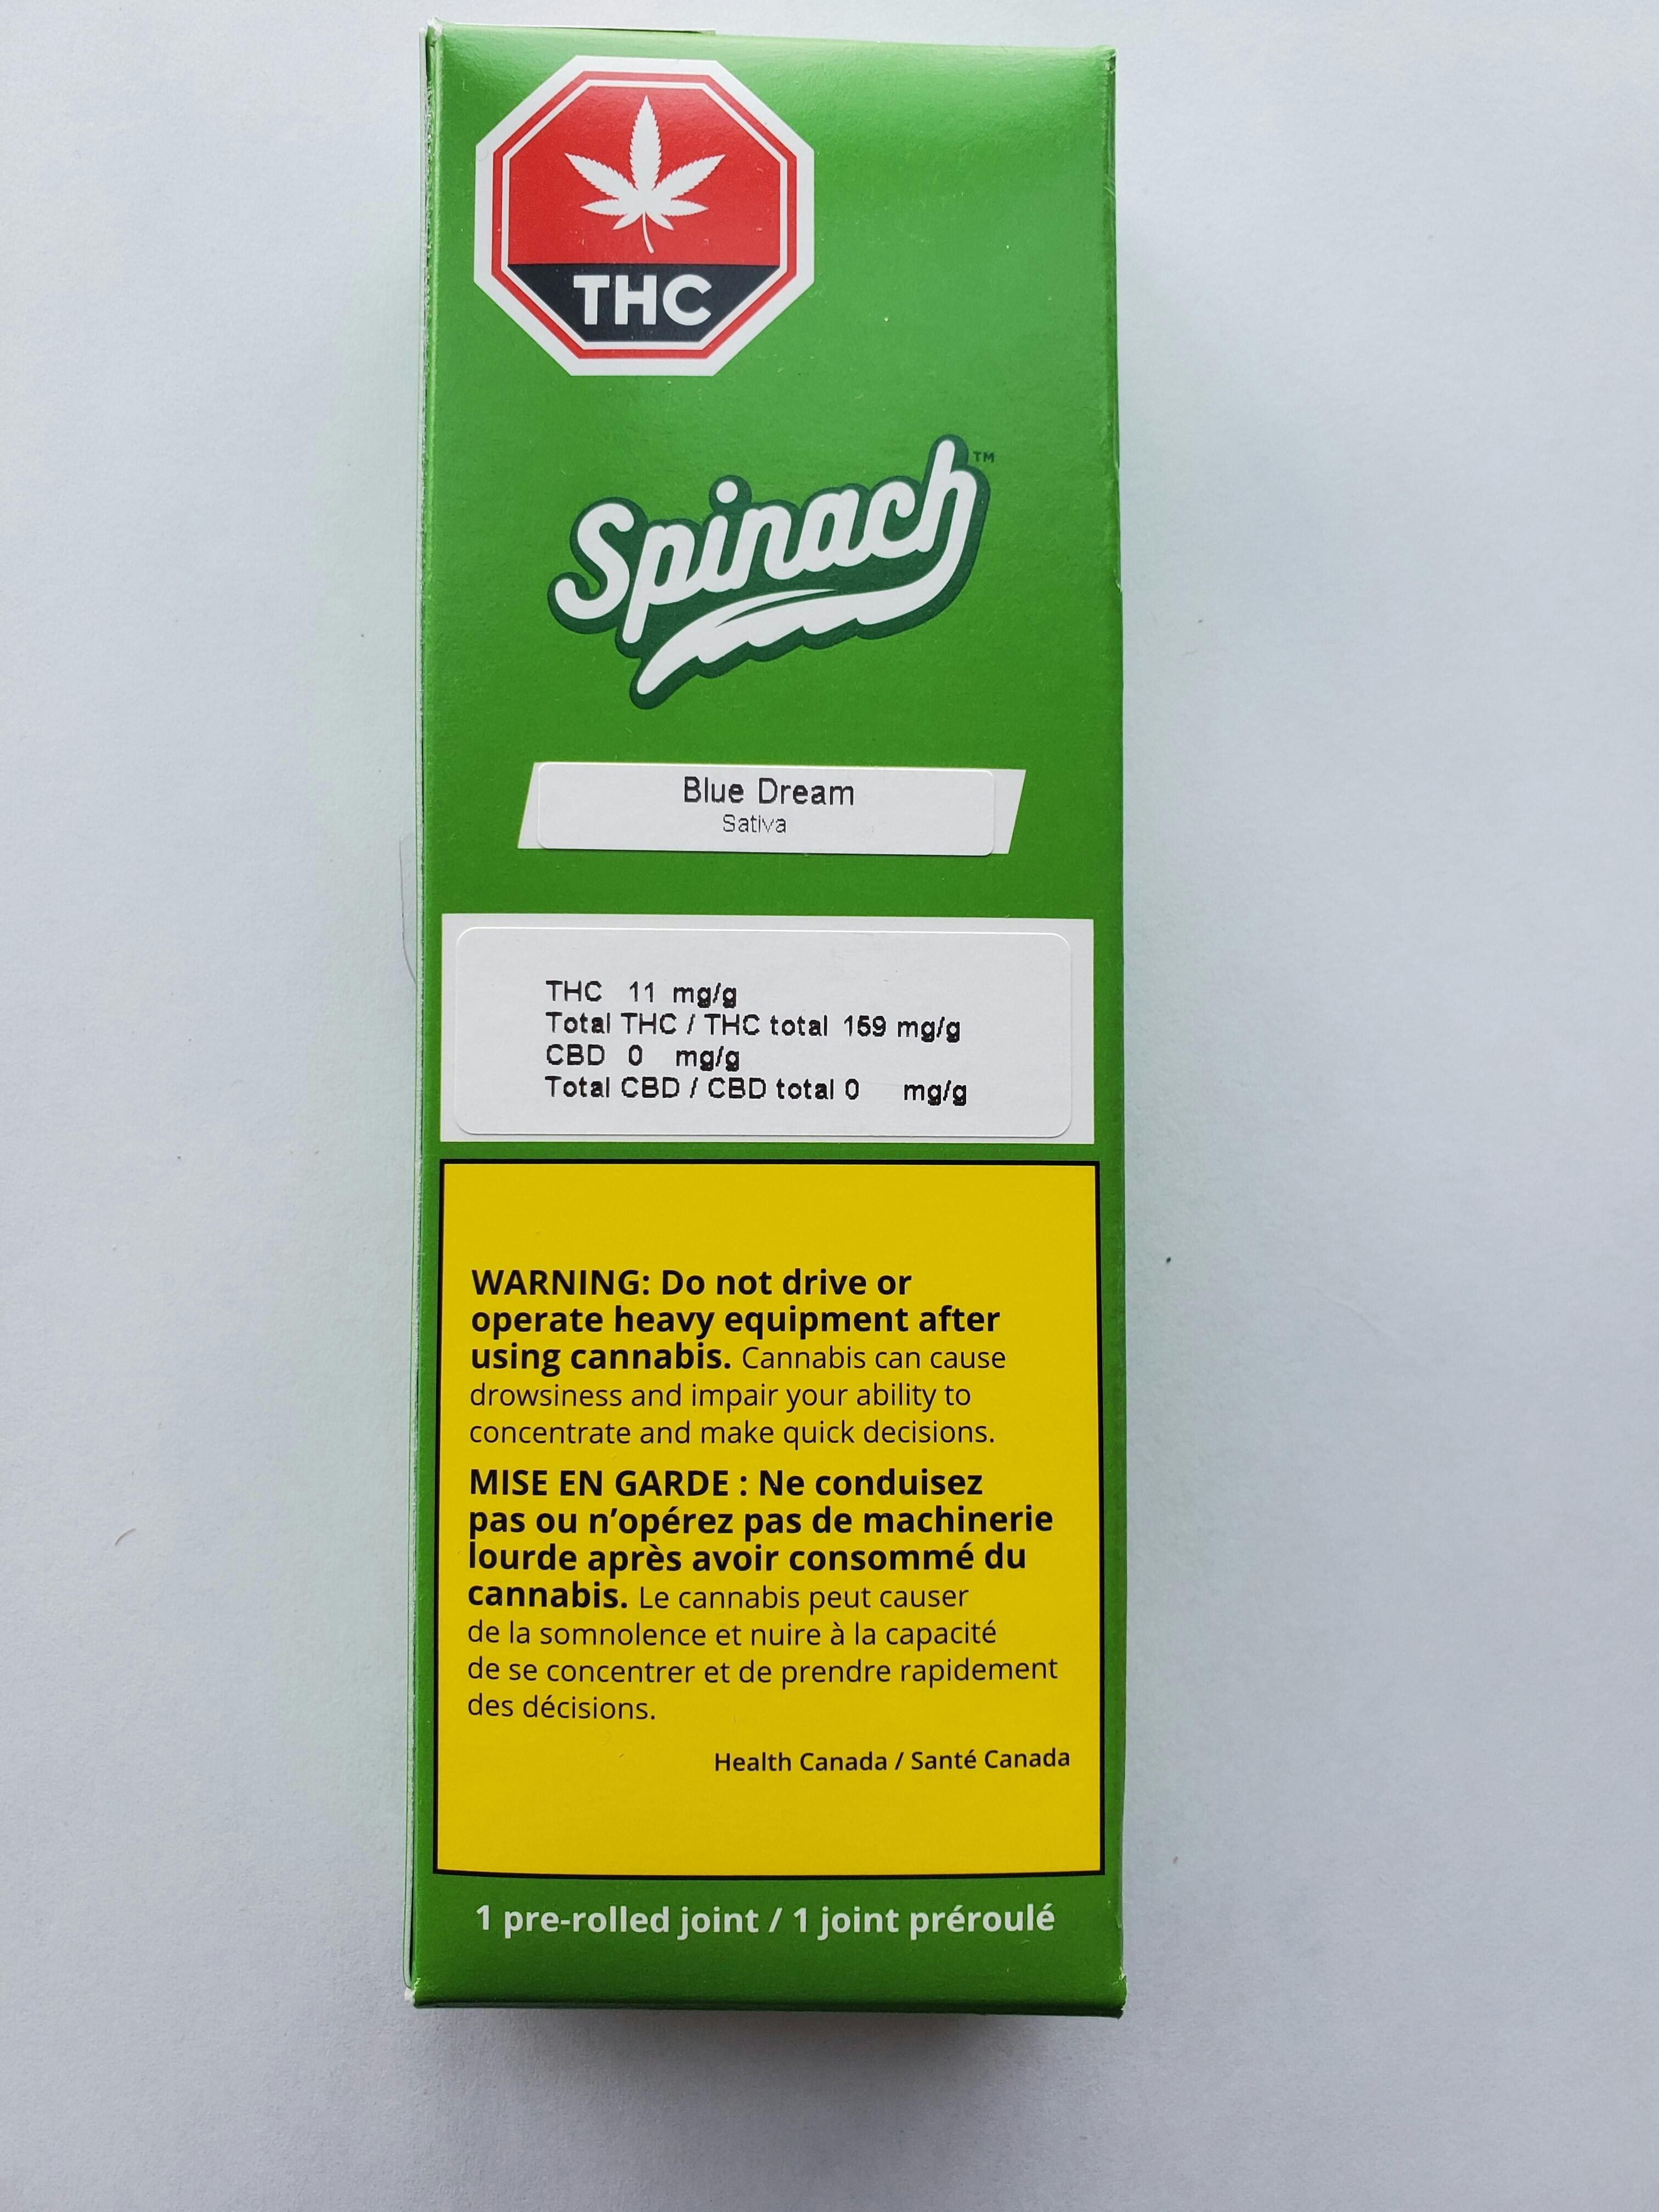 THC
Spinach™
Blue Dream
Sativa
THC 11 mg/g
Total THC / THC total 159 mg/g
CBD 0 mg/g
Total CBD / CBD total 0 mg/g
WARNING: Do not drive or
operate heavy equipment after
using cannabis. Cannabis can cause
drowsiness and impair your ability to
concentrate and make quick decisions.
MISE EN GARDE : Ne conduisez
pas ou n’opérez pas de machinerie
lourde après avoir consommé du
cannabis. Le cannabis peut causer
de la somnolence et nuire à la capacité
de se concentrer et de prendre rapidement
des décisions.
Health Canada / Santé Canada
1 pre-rolled joint / 1 joint préroulé